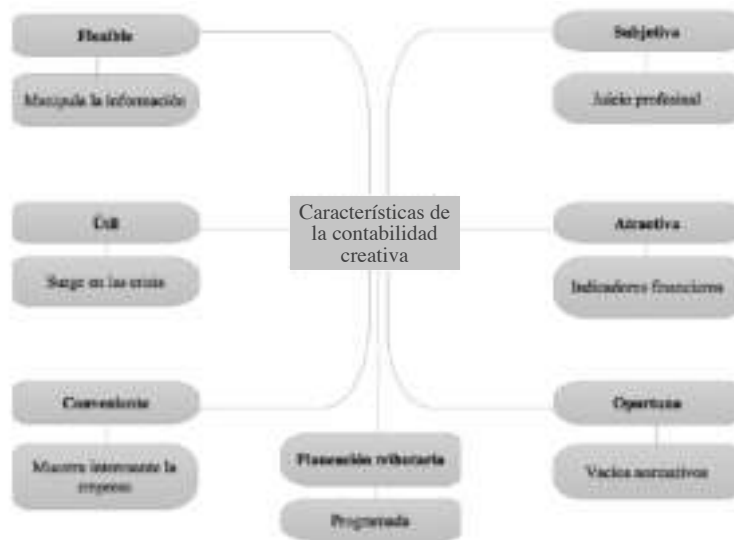 Flexible
Manipula la información
Útil
Surge en las crisis
Conveniente
Muestra interesante la
empresa
Características de
la contabilidad
creativa
Planeación tributaria
Programada
Subjetiva
Juicio profesional
Atractiva
Indicadores financieros
Oportuna
Vacíos normativos